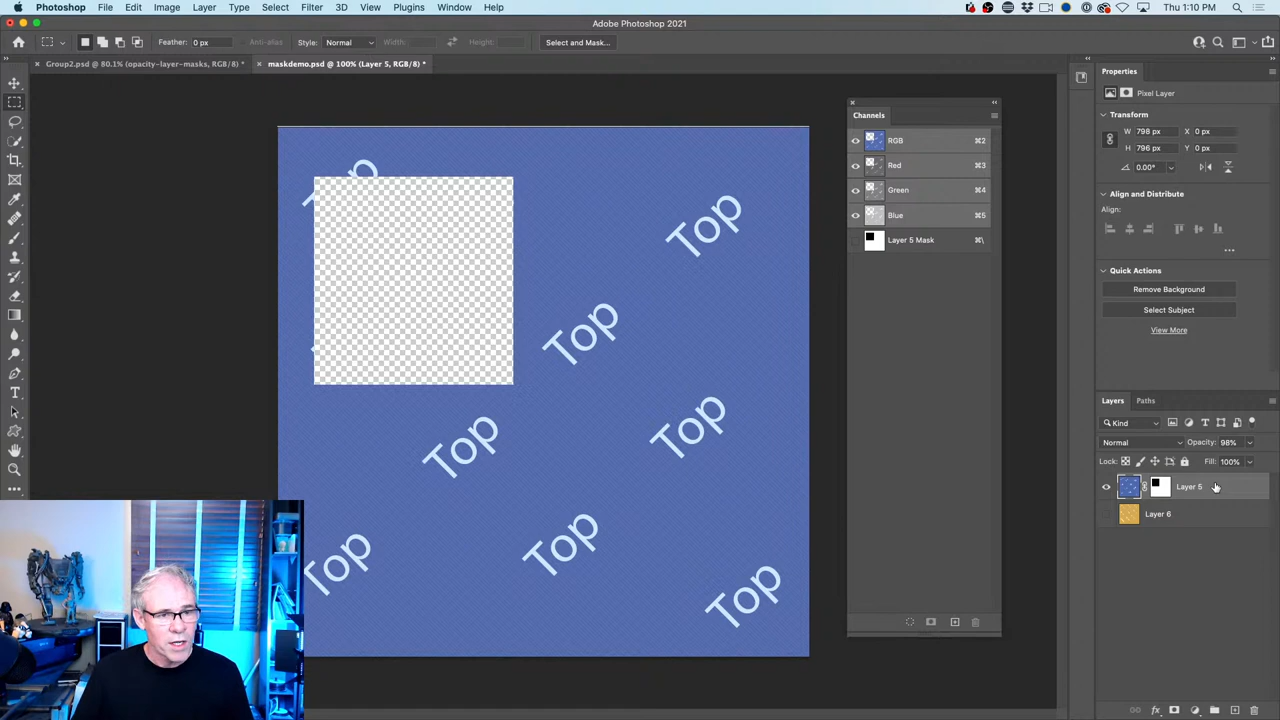 Photoshop File Edit Image Layer Type Select Filter 3D View Plugins Window Help
Thu 1:10 PM
Adobe Photoshop 2021
Feather: 0 px
Anti-alias
Style: Normal
Width:
Height:
Select and Mask...
Group2.psd @ 80.1% (opacity-layer-masks, RGB/8) *
maskdemo.psd @ 100% (Layer 5, RGB/8) *
Top
Top
Top
Top
Top
Top
Top
Top
Channels
RGB ⌘2
Red ⌘3
Green ⌘4
Blue ⌘5
Layer 5 Mask ⌘\
Properties
Pixel Layer
Transform
W 798 px X 0 px
H 796 px Y 0 px
0.00°
Align and Distribute
Align:
Quick Actions
Remove Background
Select Subject
View More
Layers Paths
Kind
Normal Opacity: 98%
Lock: Fill: 100%
Layer 5
Layer 6